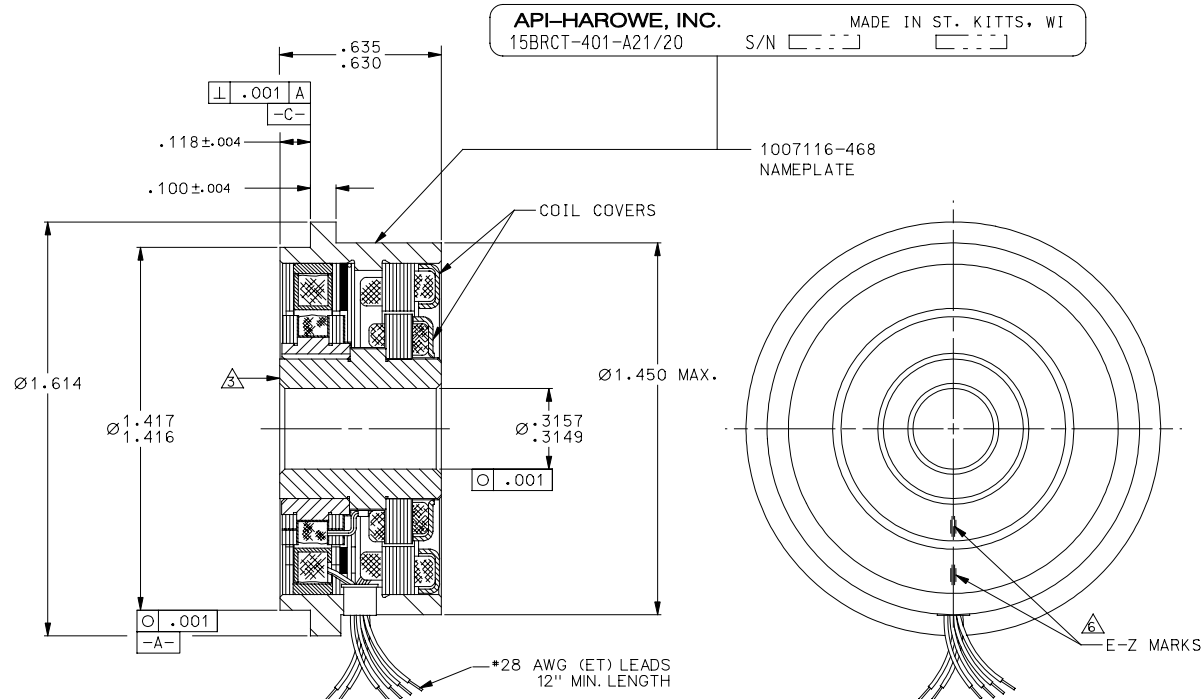 API-HAROWE, INC. MADE IN ST. KITTS, WI
15BRCT-401-A21/20 S/N
.635
.630
⊥ .001 A
-C-
.118±.004
1007116-468
NAMEPLATE
.100±.004
COIL COVERS
Ø1.614
3
Ø1.450 MAX.
Ø1.417
1.416
Ø.3157
.3149
○ .001
○ .001
-A-
6
E-Z MARKS
*28 AWG (ET) LEADS
12" MIN. LENGTH